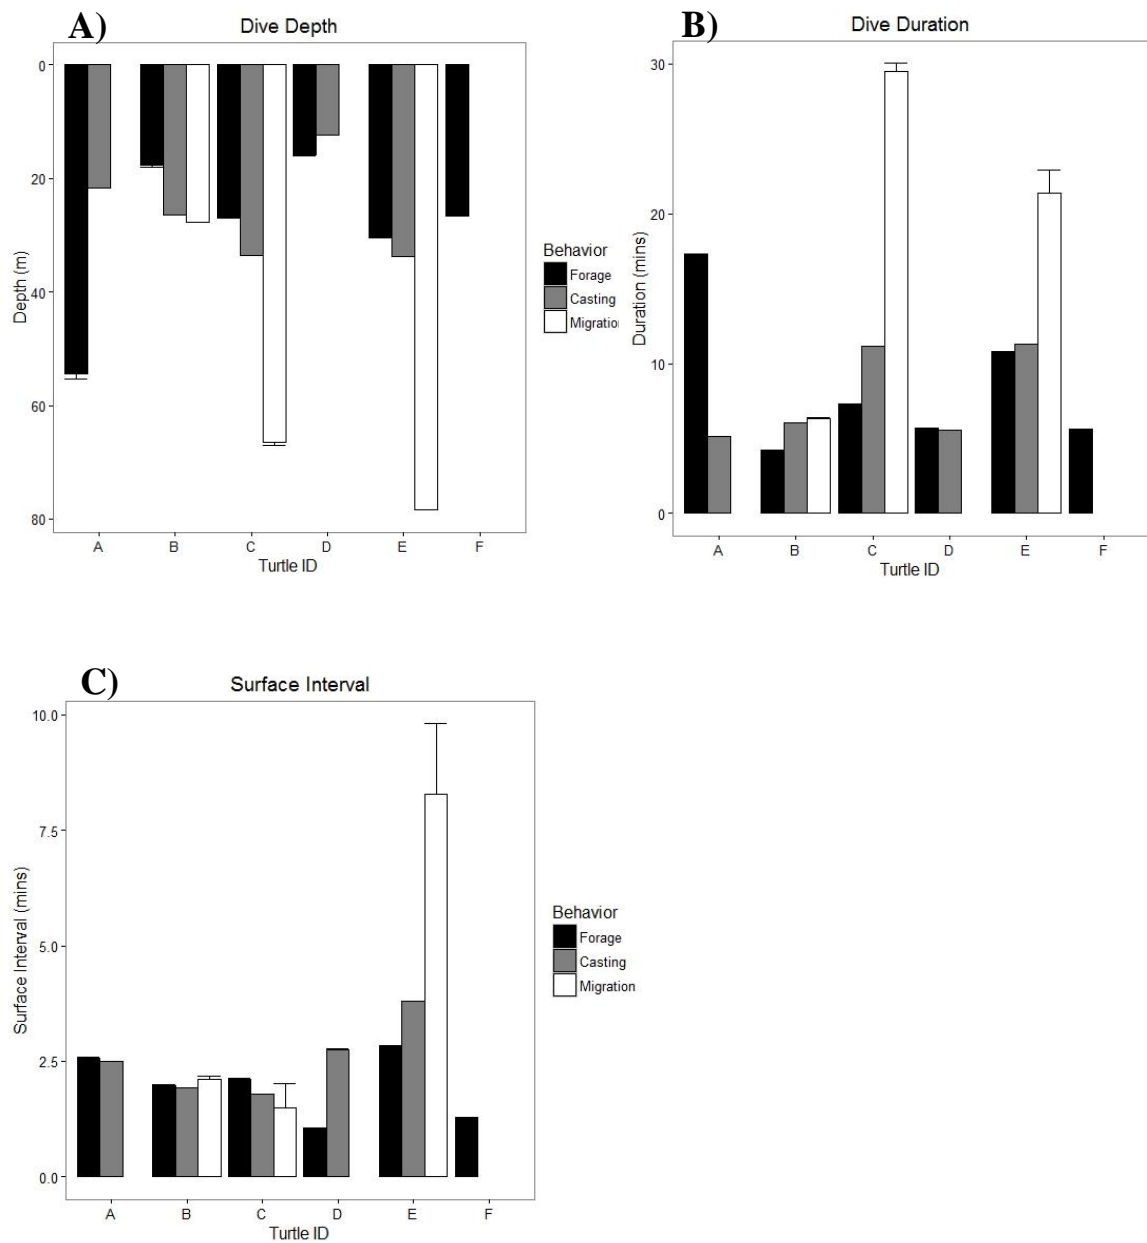 A)
Dive Depth
0
20
40
60
80
Depth (m)
A B C D E F
Turtle ID
Behavior
Forage
Casting
Migratio
B)
Dive Duration
30
20
10
0
Duration (mins)
A B C D E F
Turtle ID
C)
Surface Interval
10.0
7.5
5.0
2.5
0.0
Surface Interval (mins)
A B C D E F
Turtle ID
Behavior
Forage
Casting
Migration